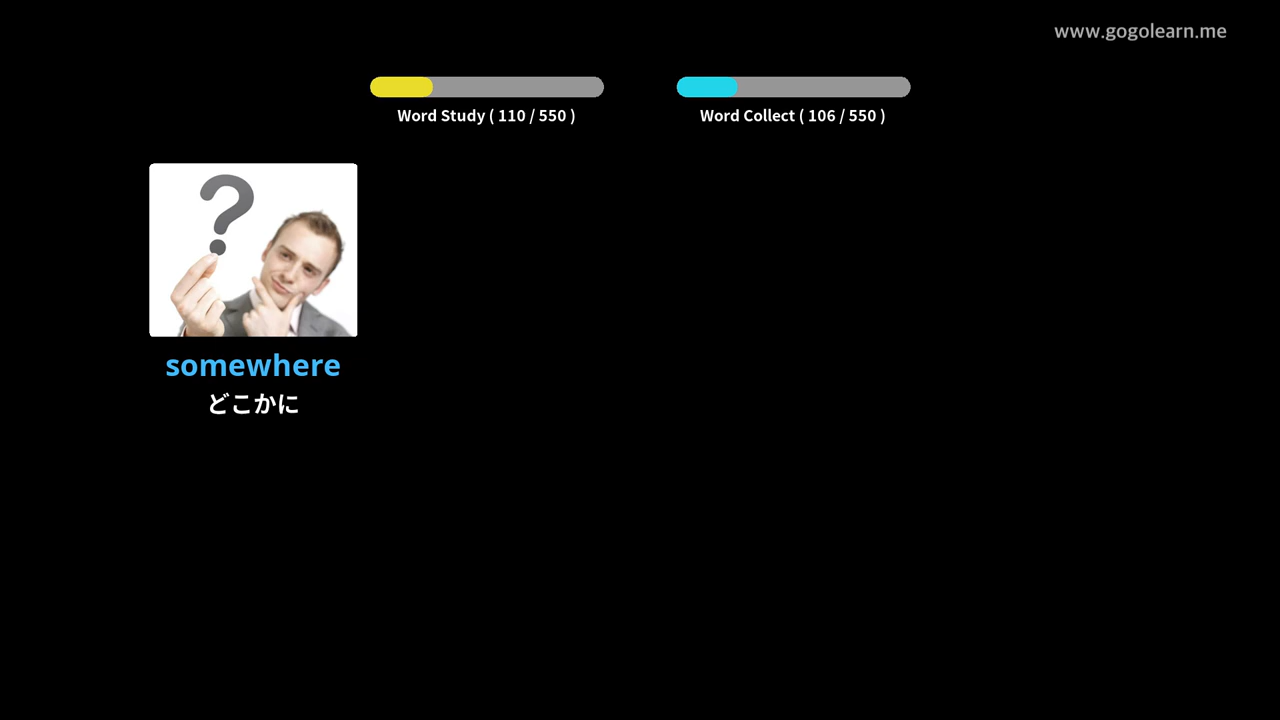 www.gogolearn.me
Word Study ( 110 / 550 )
Word Collect ( 106 / 550 )
?
somewhere
どこかに